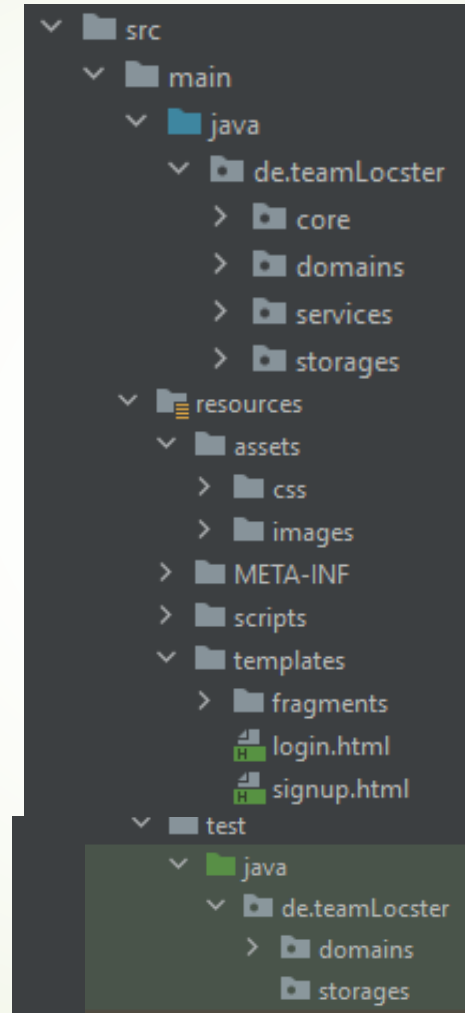 src
main
java
de.teamLocster
core
domains
services
storages
resources
assets
css
images
META-INF
scripts
templates
fragments
login.html
signup.html
test
java
de.teamLocster
domains
storages